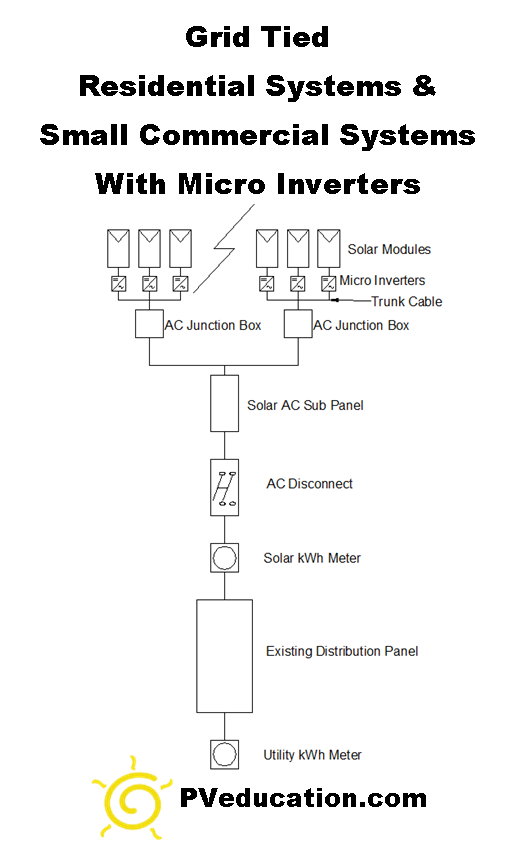 Grid Tied
Residential Systems &
Small Commercial Systems
With Micro Inverters
Solar Modules
Micro Inverters
Trunk Cable
AC Junction Box
AC Junction Box
Solar AC Sub Panel
AC Disconnect
Solar kWh Meter
Existing Distribution Panel
Utility kWh Meter
PVeducation.com